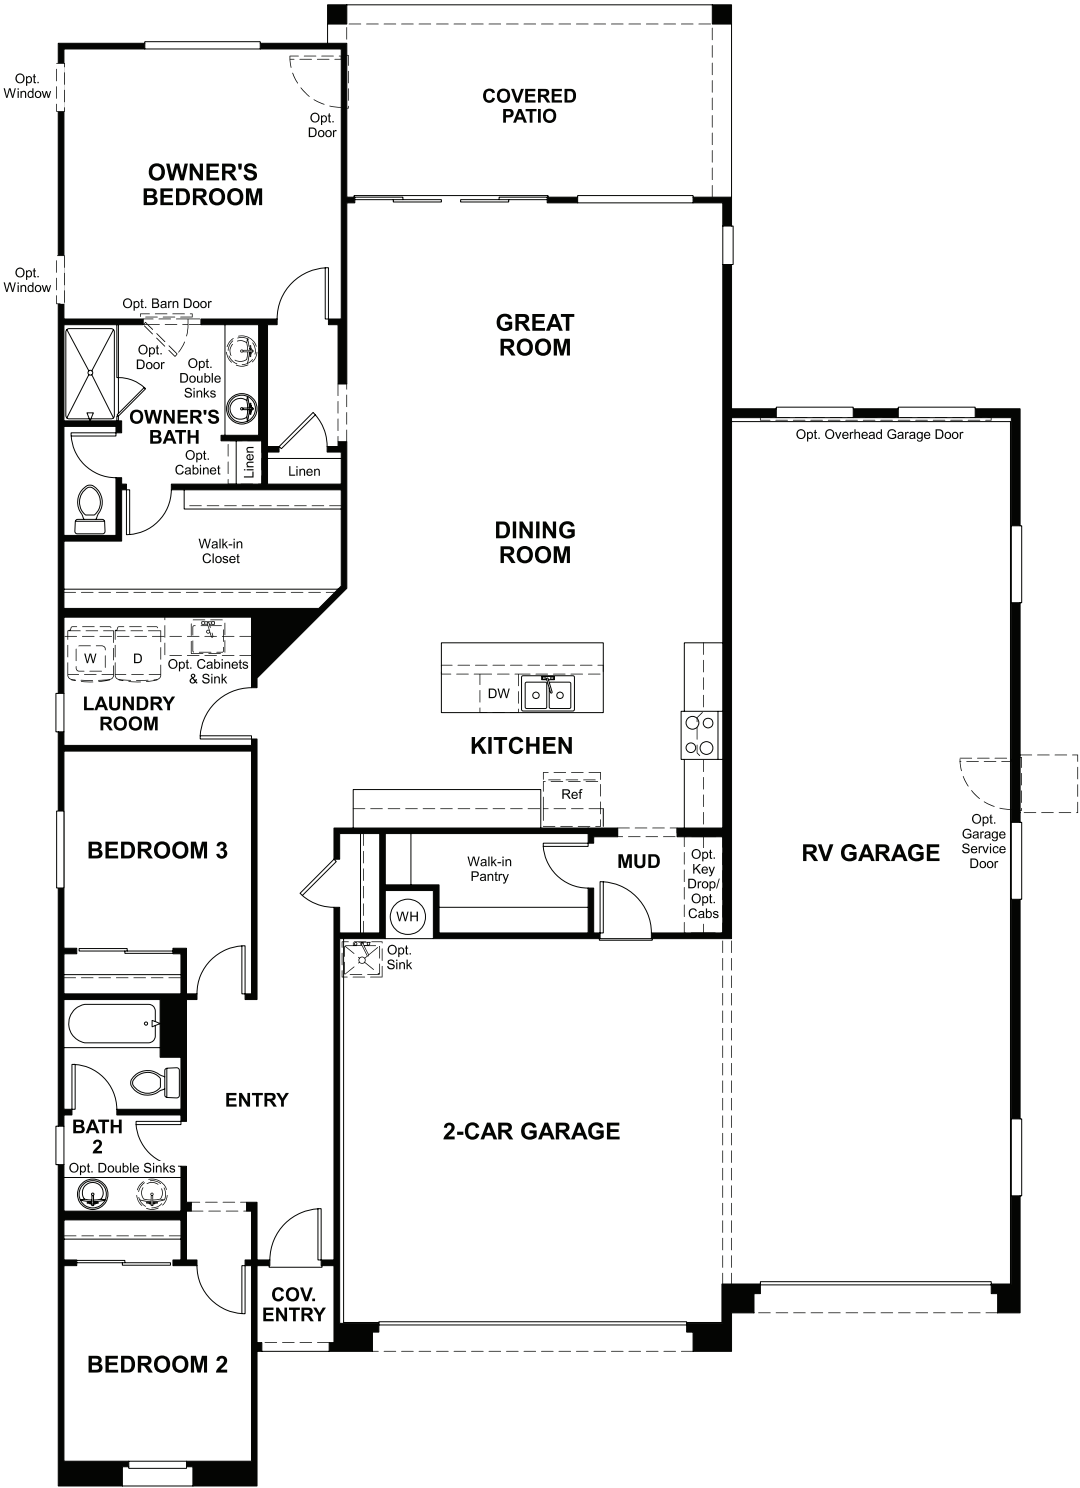 COVERED
PATIO
Opt.
Window
Opt.
Door
OWNER'S
BEDROOM
Opt.
Window
Opt. Barn Door
GREAT
ROOM
Opt.
Door
Opt.
Double
Sinks
OWNER'S
BATH
Opt.
Cabinet
Linen
Linen
Opt. Overhead Garage Door
DINING
ROOM
Walk-in
Closet
W
D
Opt. Cabinets
& Sink
LAUNDRY
ROOM
DW
KITCHEN
Ref
BEDROOM 3
Walk-in
Pantry
MUD
Opt.
Key
Drop/
Opt.
Cabs
RV GARAGE
Opt.
Garage
Service
Door
WH
Opt.
Sink
ENTRY
BATH
2
Opt. Double Sinks
2-CAR GARAGE
COV.
ENTRY
BEDROOM 2